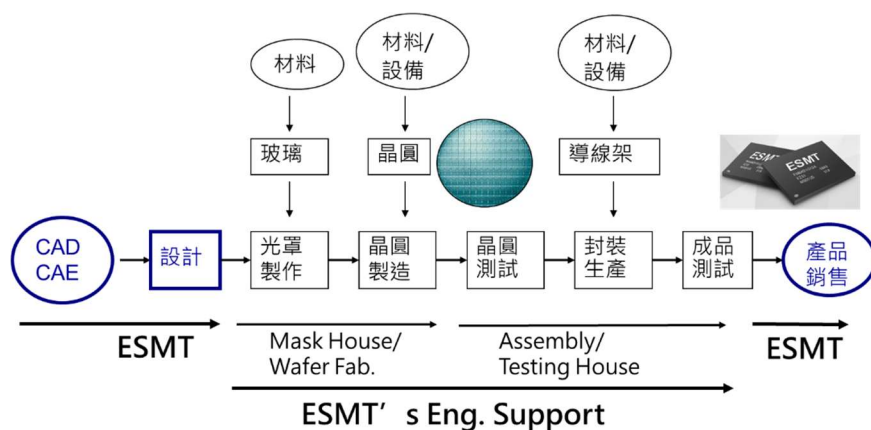 材料
材料/
設備
材料/
設備
玻璃
晶圓
導線架
ESMT
CAD
CAE
設計
光罩
製作
晶圓
製造
晶圓
測試
封裝
生產
成品
測試
產品
銷售
ESMT
Mask House/
Wafer Fab.
Assembly/
Testing House
ESMT
ESMT's Eng. Support